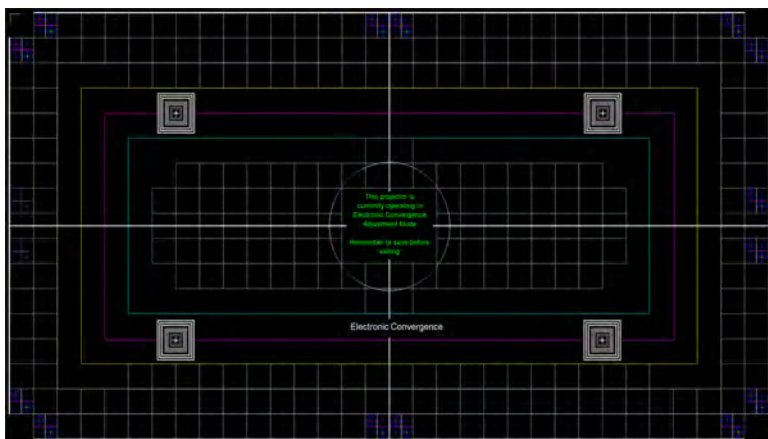 This projector is
currently operating in
Electronic Convergence
Adjustment Mode
Remember to save before
exiting
Electronic Convergence